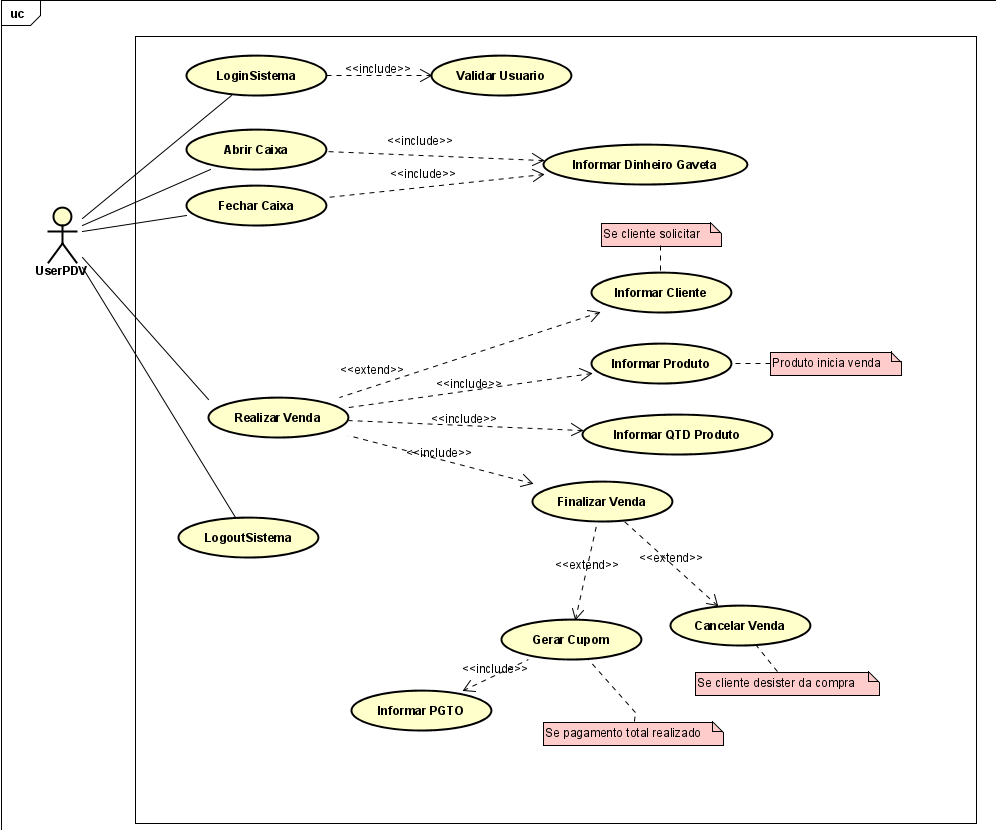 uc
LoginSistema
<<include>>
Validar Usuario
Abrir Caixa
<<include>>
Informar Dinheiro Gaveta
<<include>>
Fechar Caixa
UserPDV
Se cliente solicitar
Informar Cliente
<<extend>>
Informar Produto
Produto inicia venda
<<include>>
Realizar Venda
<<include>>
Informar QTD Produto
<<include>>
Finalizar Venda
LogoutSistema
<<extend>>
<<extend>>
Gerar Cupom
Cancelar Venda
<<include>>
Se cliente desister da compra
Informar PGTO
Se pagamento total realizado